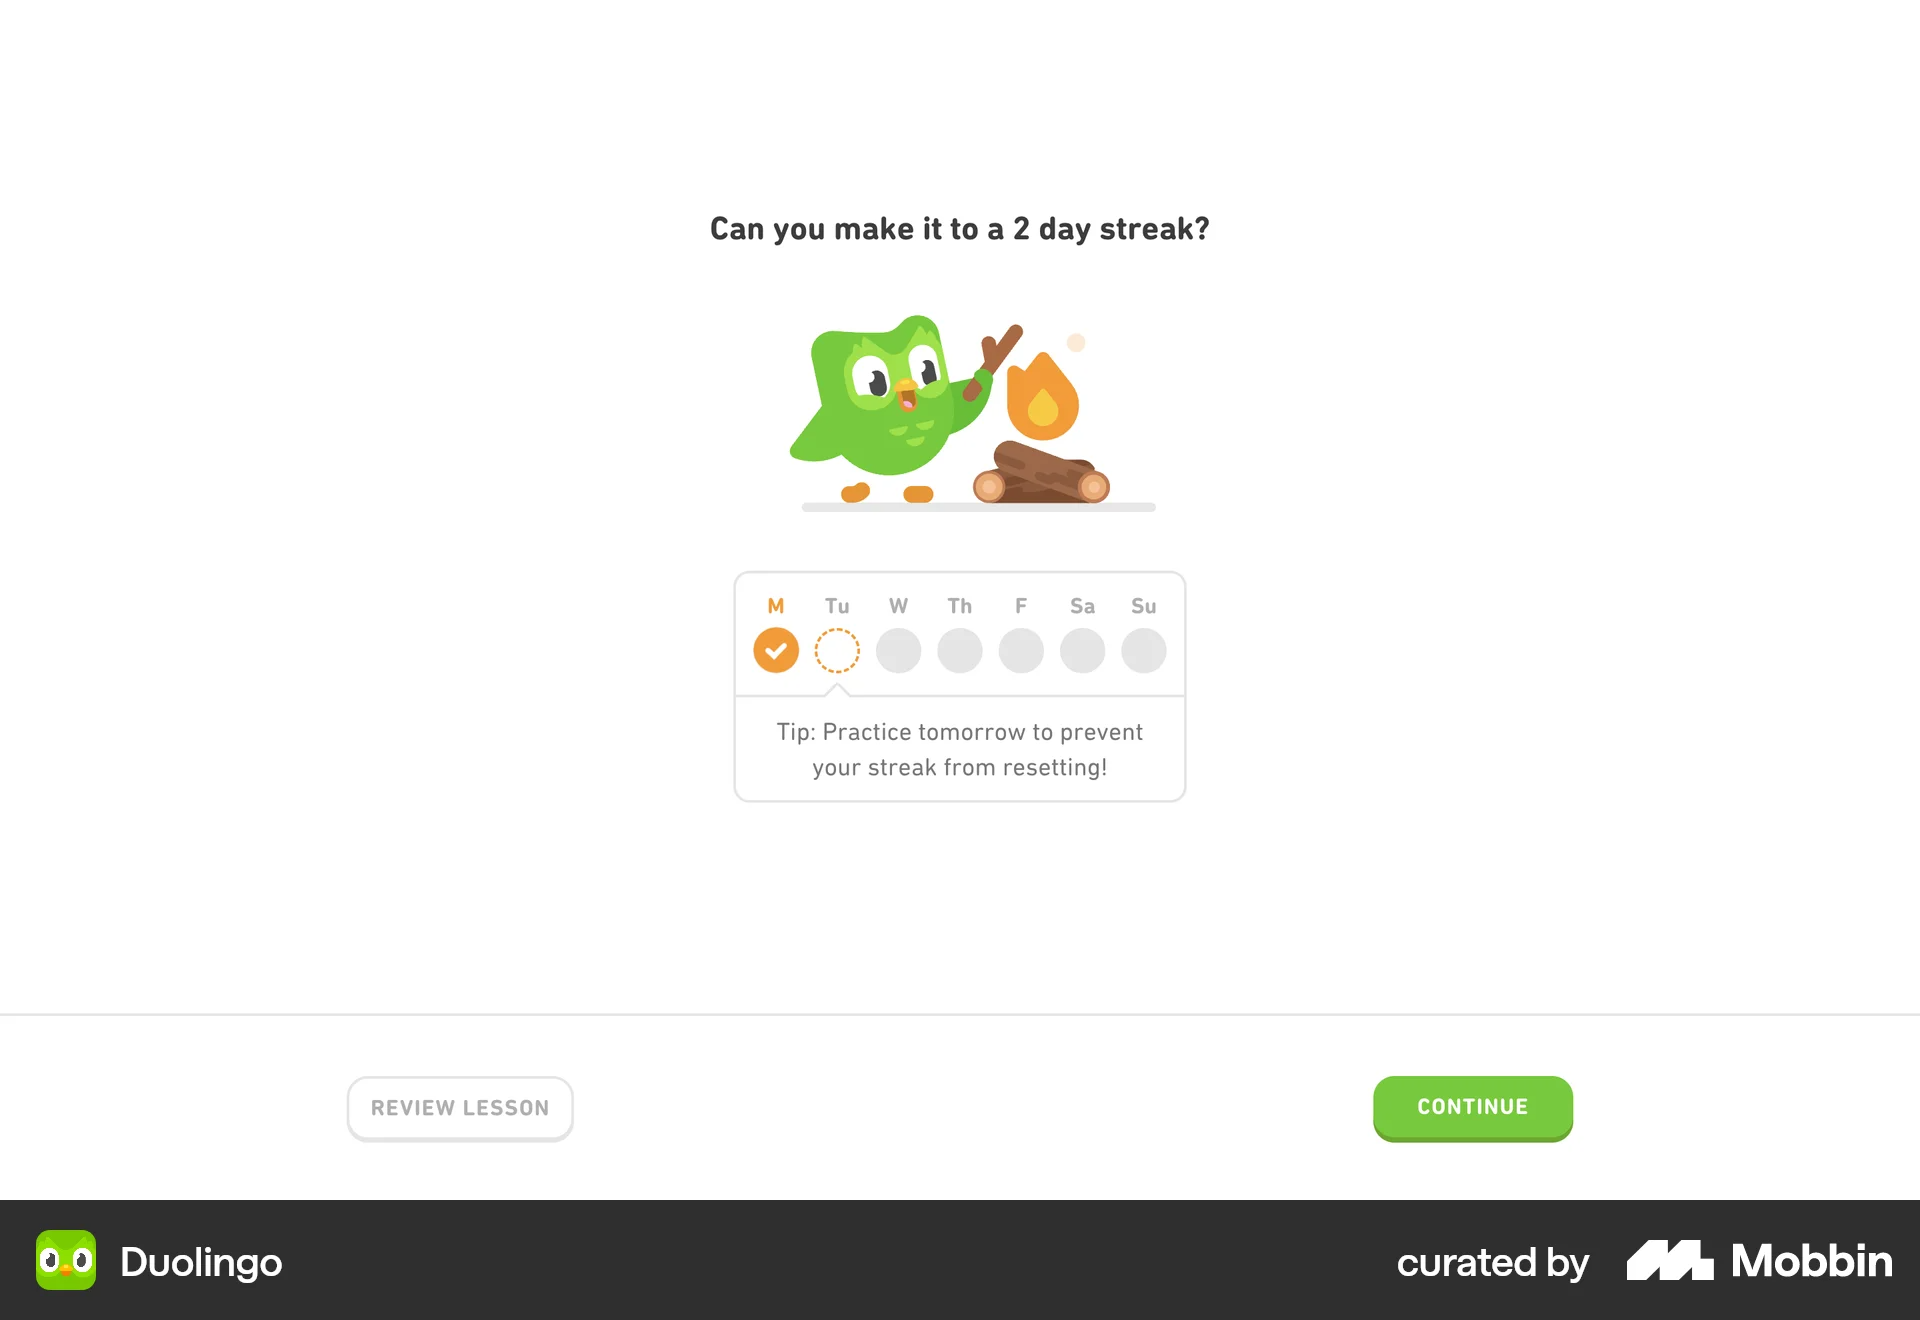 Can you make it to a 2 day streak?
M Tu W Th F Sa Su
Tip: Practice tomorrow to prevent
your streak from resetting!
REVIEW LESSON
CONTINUE
Duolingo
curated by Mobbin